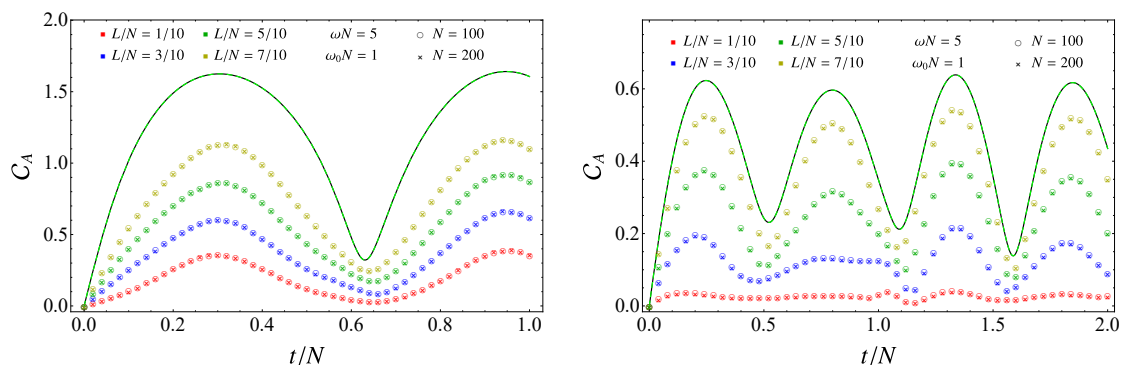 2.0
L/N = 1/10 L/N = 5/10 ωN = 5 N = 100
L/N = 3/10 L/N = 7/10 ω₀N = 1 N = 200
1.5
1.0
0.5
0.0
C_A
0.0 0.2 0.4 0.6 0.8 1.0
t/N
L/N = 1/10 L/N = 5/10 ωN = 5 N = 100
L/N = 3/10 L/N = 7/10 ω₀N = 1 N = 200
0.6
0.4
0.2
0.0
C_A
0.0 0.5 1.0 1.5 2.0
t/N